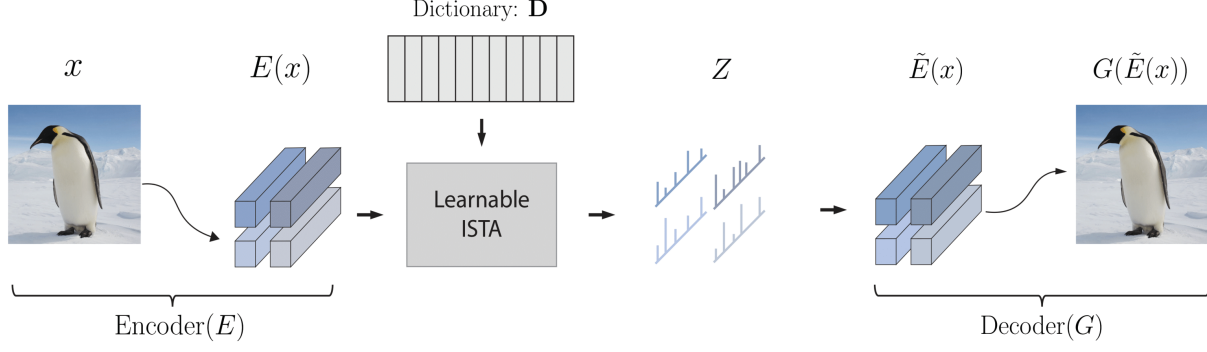 Dictionary: D
x
E(x)
Z
Ẽ(x)
G(Ẽ(x))
Learnable
ISTA
Encoder(E)
Decoder(G)